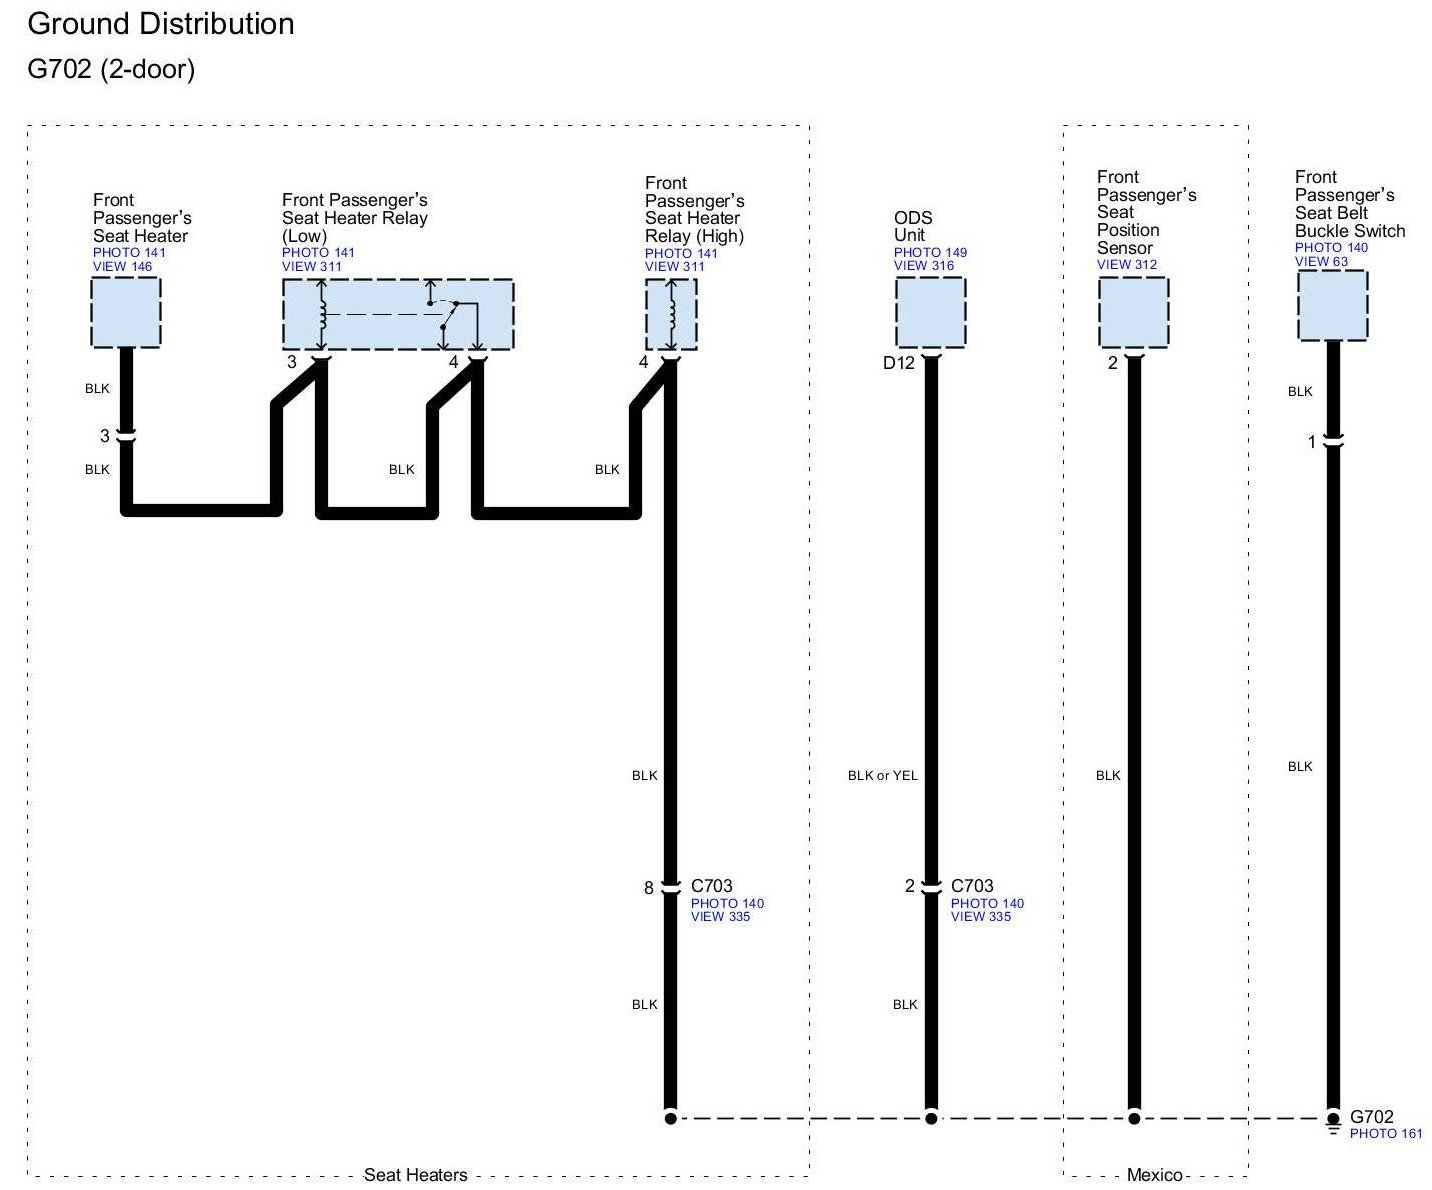 Ground Distribution
G702 (2-door)
Front
Passenger's
Seat Heater
PHOTO 141
VIEW 146
Front Passenger's
Seat Heater Relay
(Low)
PHOTO 141
VIEW 311
Front
Passenger's
Seat Heater
Relay (High)
PHOTO 141
VIEW 311
ODS
Unit
PHOTO 149
VIEW 316
Front
Passenger's
Seat
Position
Sensor
VIEW 312
Front
Passenger's
Seat Belt
Buckle Switch
PHOTO 140
VIEW 63
3
4
4
D12
2
BLK
BLK
3
1
BLK
BLK
BLK
BLK
BLK or YEL
BLK
BLK
8
C703
PHOTO 140
VIEW 335
2
C703
PHOTO 140
VIEW 335
BLK
BLK
G702
PHOTO 161
Seat Heaters
Mexico